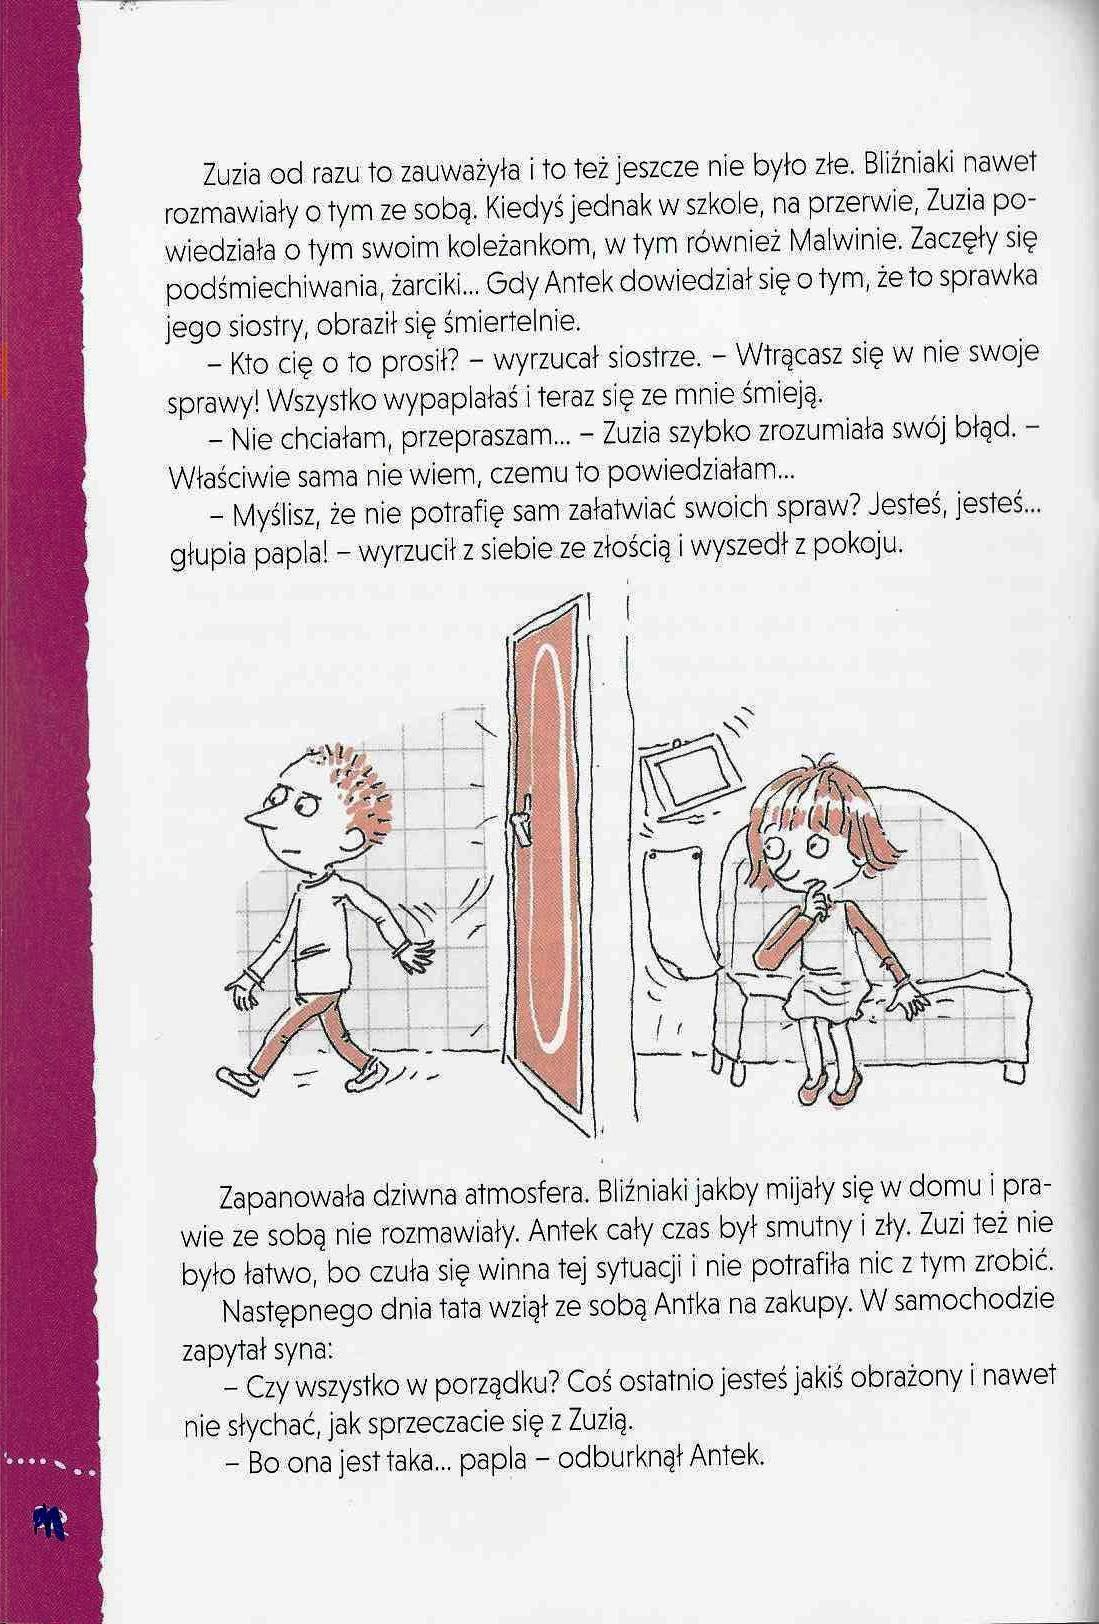 Zuzia od razu to zauważyła i to też jeszcze nie było złe. Bliźniaki nawet
rozmawiały o tym ze sobą. Kiedyś jednak w szkole, na przerwie, Zuzia po-
wiedziała o tym swoim koleżankom, w tym również Malwinie. Zaczęły się
podśmiechiwania, żarciki... Gdy Antek dowiedział się o tym, że to sprawka
jego siostry, obraził się śmiertelnie.
– Kto cię o to prosił? – wyrzucał siostrze. – Wtrącasz się w nie swoje
sprawy! Wszystko wypaplałaś i teraz się ze mnie śmieją.
– Nie chciałam, przepraszam... – Zuzia szybko zrozumiała swój błąd. –
Właściwie sama nie wiem, czemu to powiedziałam...
– Myślisz, że nie potrafię sam załatwiać swoich spraw? Jesteś, jesteś...
głupia papla! – wyrzucił z siebie ze złością i wyszedł z pokoju.
Zapanowała dziwna atmosfera. Bliźniaki jakby mijały się w domu i pra-
wie ze sobą nie rozmawiały. Antek cały czas był smutny i zły. Zuzi też nie
było łatwo, bo czuła się winna tej sytuacji i nie potrafiła nic z tym zrobić.
Następnego dnia tata wziął ze sobą Antka na zakupy. W samochodzie
zapytał syna:
– Czy wszystko w porządku? Coś ostatnio jesteś jakiś obrażony i nawet
nie słychać, jak sprzeczacie się z Zuzią.
– Bo ona jest taka... papla – odburknął Antek.